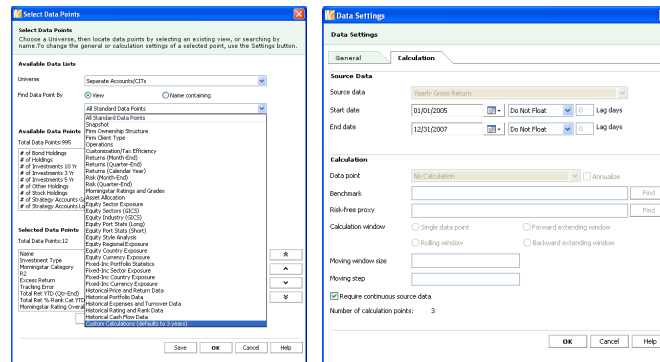 Select Data Points
Select Data Points
Choose a Universe, then locate data points by selecting an existing view, or searching by
name.To change the general or calculation settings of a selected point, use the Settings button.
Available Data Lists
Universe
Separate Accounts/CITs
Find Data Point By
View
Name containing
All Standard Data Points
All Standard Data Points
Snapshot
Firm Ownership Structure
Firm Client Type
Operations
Customization/Tax Efficiency
Returns (Month-End)
Returns (Quarter-End)
Returns (Calendar Year)
Risk (Month-End)
Risk (Quarter-End)
Morningstar Ratings and Grades
Asset Allocation
Equity Sector Exposure
Equity Sectors (GICS)
Equity Industry (GICS)
Equity Port Stats (Long)
Equity Port Stats (Short)
Equity Style Analysis
Equity Regional Exposure
Equity Country Exposure
Equity Currency Exposure
Fixed-Inc Portfolio Statistics
Fixed-Inc Sector Exposure
Fixed-Inc Country Exposure
Fixed-Inc Currency Exposure
Historical Price and Return Data
Historical Portfolio Data
Historical Expenses and Turnover Data
Historical Rating and Rank Data
Historical Cash Flow Data
Custom Calculations (defaults to 3 years)
Available Data Points
Total Data Points:995
# of Bond Holdings
# of Holdings
# of Investments 10 Yr
# of Investments 3 Yr
# of Investments 5 Yr
# of Other Holdings
# of Stock Holdings
# of Strategy Accounts G
# of Strategy Accounts Lo
Selected Data Points
Total Data Points:12
Name
Investment Type
Morningstar Category
R2
Excess Return
Tracking Error
Total Ret YTD (Qtr-End)
Total Ret % Rank Cat YTD
Morningstar Rating Overal
Save
OK
Cancel
Help
Data Settings
Data Settings
General
Calculation
Source Data
Source data
Yearly Gross Return
Start date
01/01/2005
Do Not Float
0
Lag days
End date
12/31/2007
Do Not Float
0
Lag days
Calculation
Data point
No Calculation
Annualize
Benchmark
Find
Risk-free proxy
Find
Calculation window
Single data point
Forward extending window
Rolling window
Backward extending window
Moving window size
Moving step
Require continuous source data
Number of calculation points: 3
OK
Cancel
Help